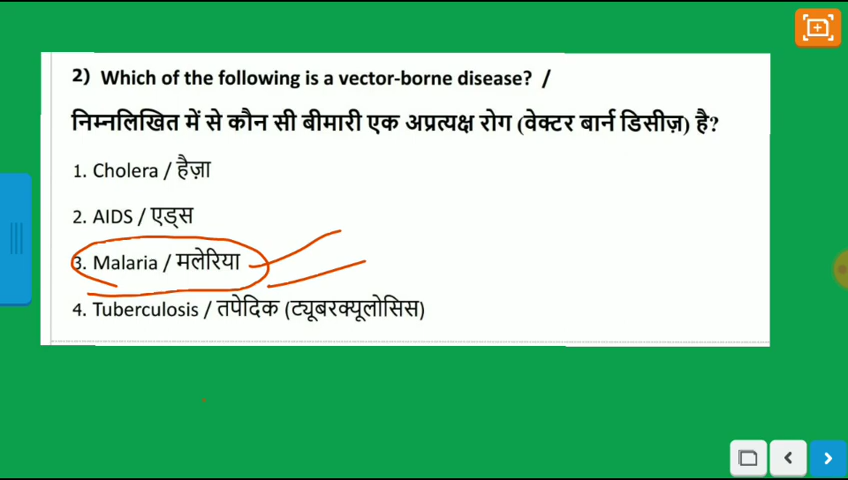 2) Which of the following is a vector-borne disease? /
निम्नलिखित में से कौन सी बीमारी एक अप्रत्यक्ष रोग (वेक्टर बार्न डिसीज़) है?
1. Cholera / हैज़ा
2. AIDS / एड्स
3. Malaria / मलेरिया
4. Tuberculosis / तपेदिक (ट्यूबरक्यूलोसिस)